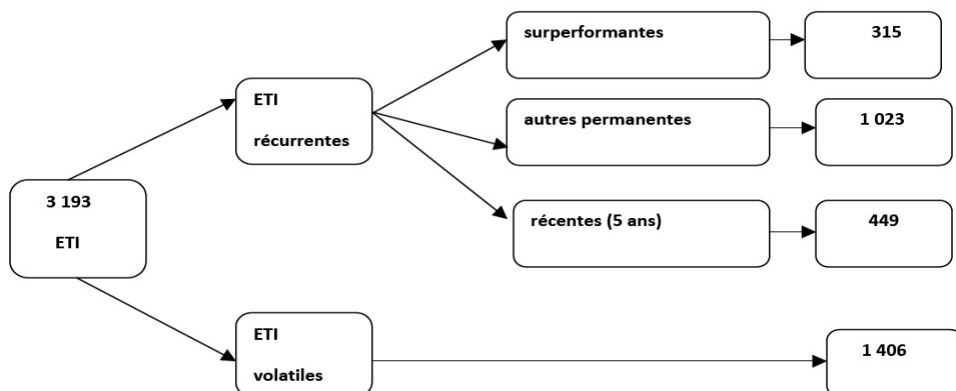 surperformantes
315
ETI
récurrentes
autres permanentes
1 023
3 193
ETI
récentes (5 ans)
449
ETI
volatiles
1 406